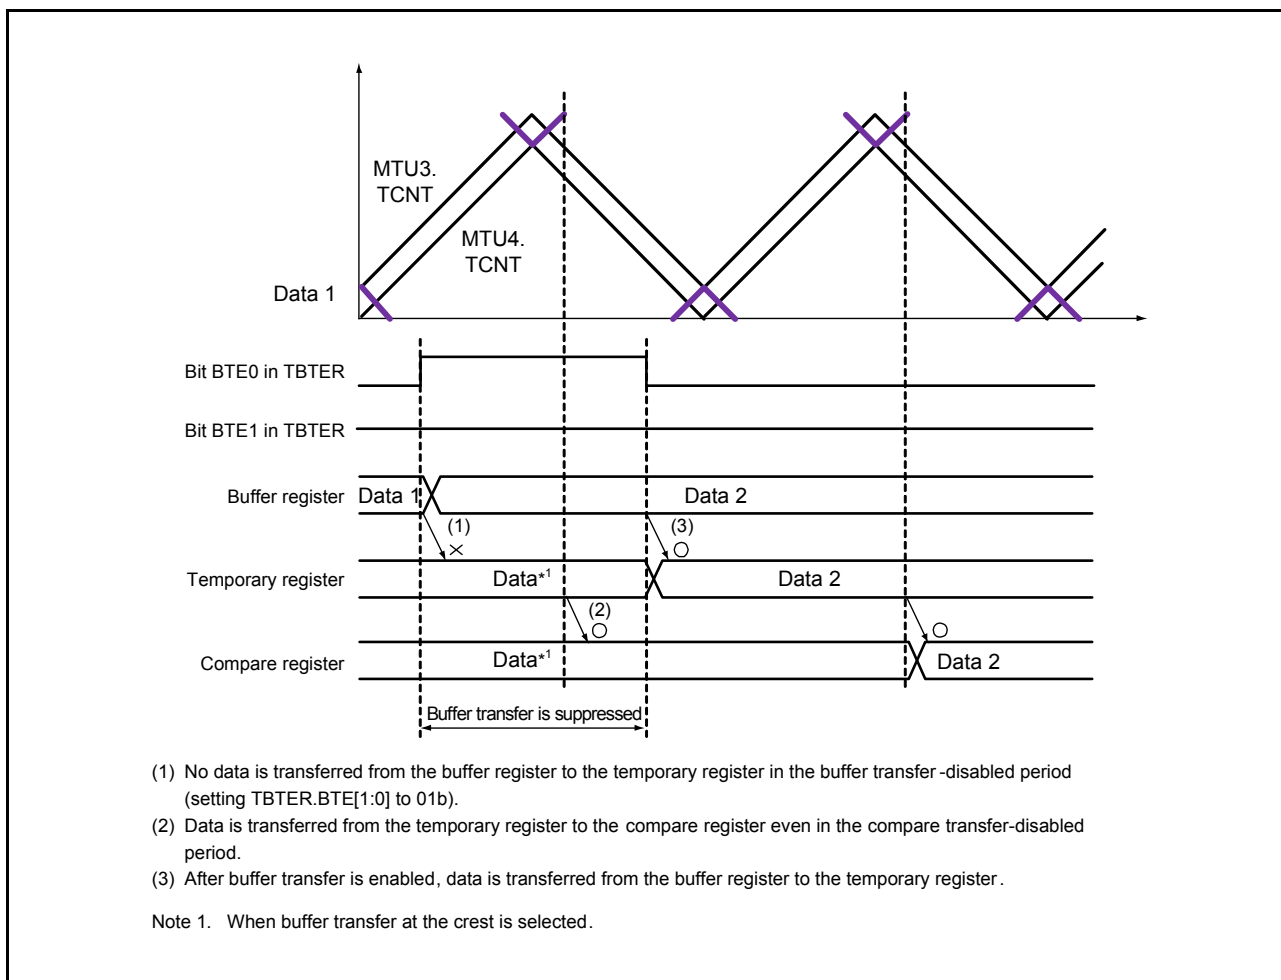 MTU3.
TCNT
MTU4.
TCNT
Data 1
Bit BTE0 in TBTER
Bit BTE1 in TBTER
Buffer register
Data 1
Data 2
(1)
(3)
Temporary register
Data*1
Data 2
(2)
Compare register
Data*1
Data 2
Buffer transfer is suppressed
(1) No data is transferred from the buffer register to the temporary register in the buffer transfer-disabled period
(setting TBTER.BTE[1:0] to 01b).
(2) Data is transferred from the temporary register to the compare register even in the compare transfer-disabled
period.
(3) After buffer transfer is enabled, data is transferred from the buffer register to the temporary register.
Note 1. When buffer transfer at the crest is selected.